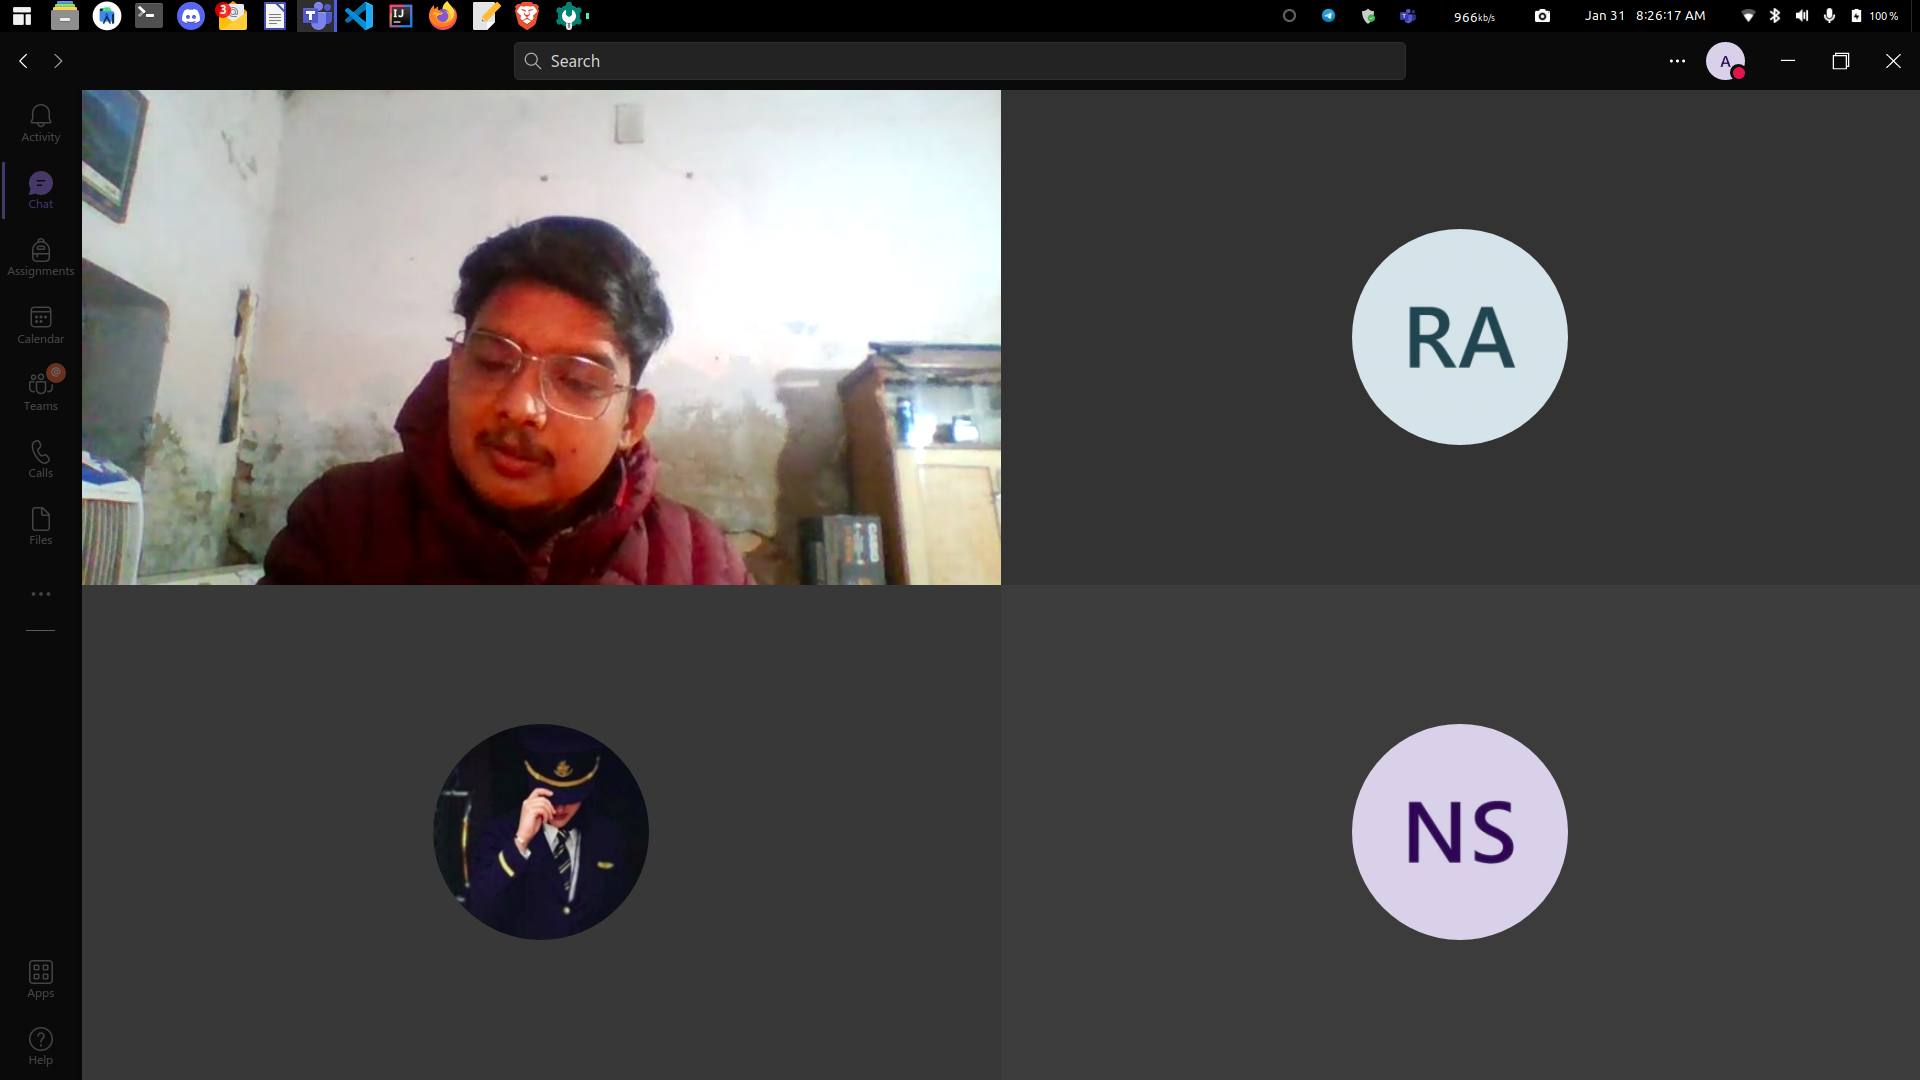 3
966kb/s
Jan 31 8:26:17 AM
100 %
Search
A
Activity
Chat
Assignments
Calendar
@
Teams
Calls
Files
Apps
Help
RA
NS